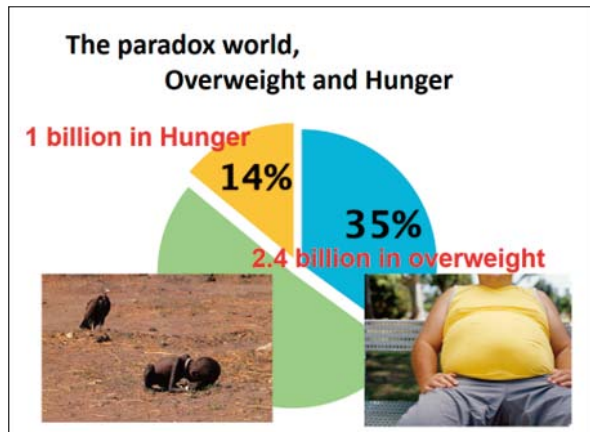 The paradox world,
Overweight and Hunger
1 billion in Hunger
14%
35%
2.4 billion in overweight